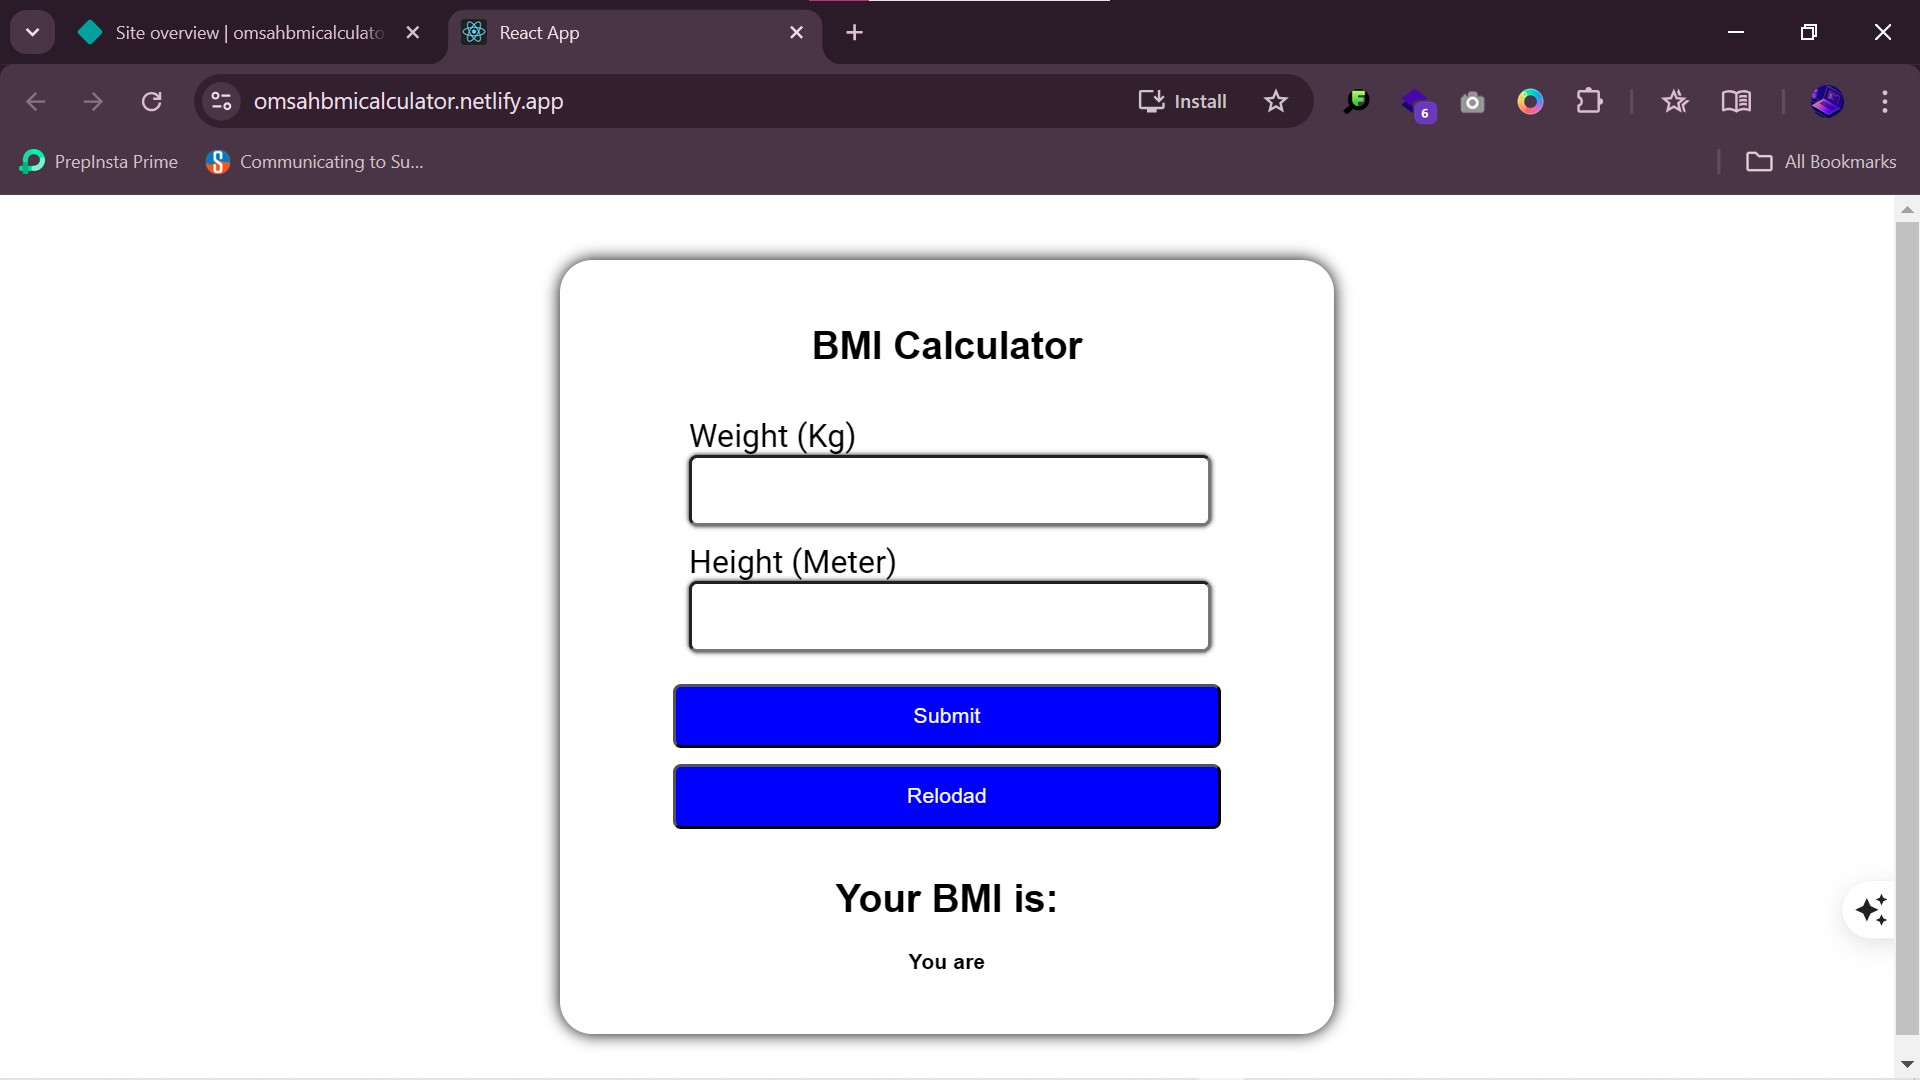 Site overview | omsahbmicalculato
React App
omsahbmicalculator.netlify.app
Install
6
PrepInsta Prime
Communicating to Su...
All Bookmarks
BMI Calculator
Weight (Kg)
Height (Meter)
Submit
Relodad
Your BMI is:
You are